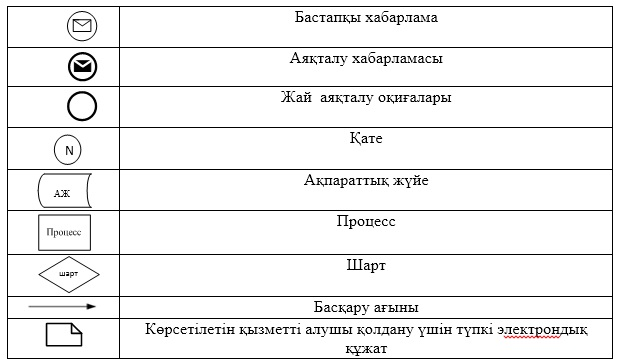 Бастапқы хабарлама
Аяқталу хабарламасы
Жай аяқталу оқиғалары
N
Қате
АЖ
Ақпараттық жүйе
Процесс
Процесс
шарт
Шарт
Басқару ағыны
Көрсетілетін қызметті алушы қолдану үшін түпкі электрондық
құжат